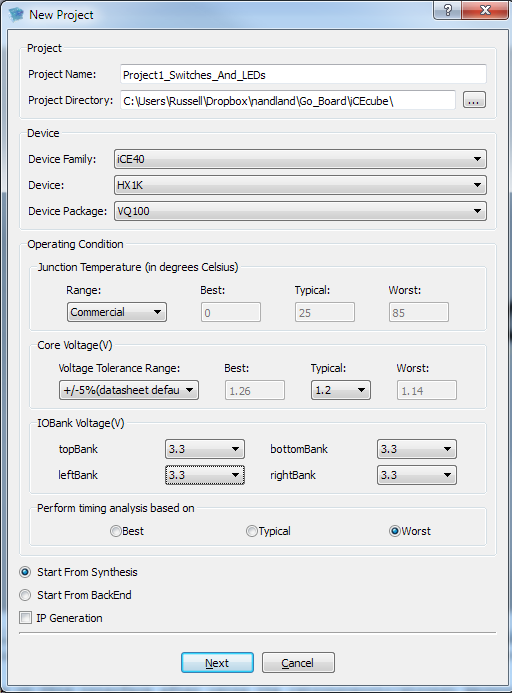 New Project
?
Project
Project Name: Project1_Switches_And_LEDs
Project Directory: C:\Users\Russell\Dropbox\nandland\Go_Board\iCEcube\ ...
Device
Device Family: iCE40
Device: HX1K
Device Package: VQ100
Operating Condition
Junction Temperature (in degrees Celsius)
Range: Best: Typical: Worst:
Commercial 0 25 85
Core Voltage(V)
Voltage Tolerance Range: Best: Typical: Worst:
+/-5%(datasheet defau 1.26 1.2 1.14
IOBank Voltage(V)
topBank 3.3 bottomBank 3.3
leftBank 3.3 rightBank 3.3
Perform timing analysis based on
Best Typical Worst
Start From Synthesis
Start From BackEnd
IP Generation
Next Cancel